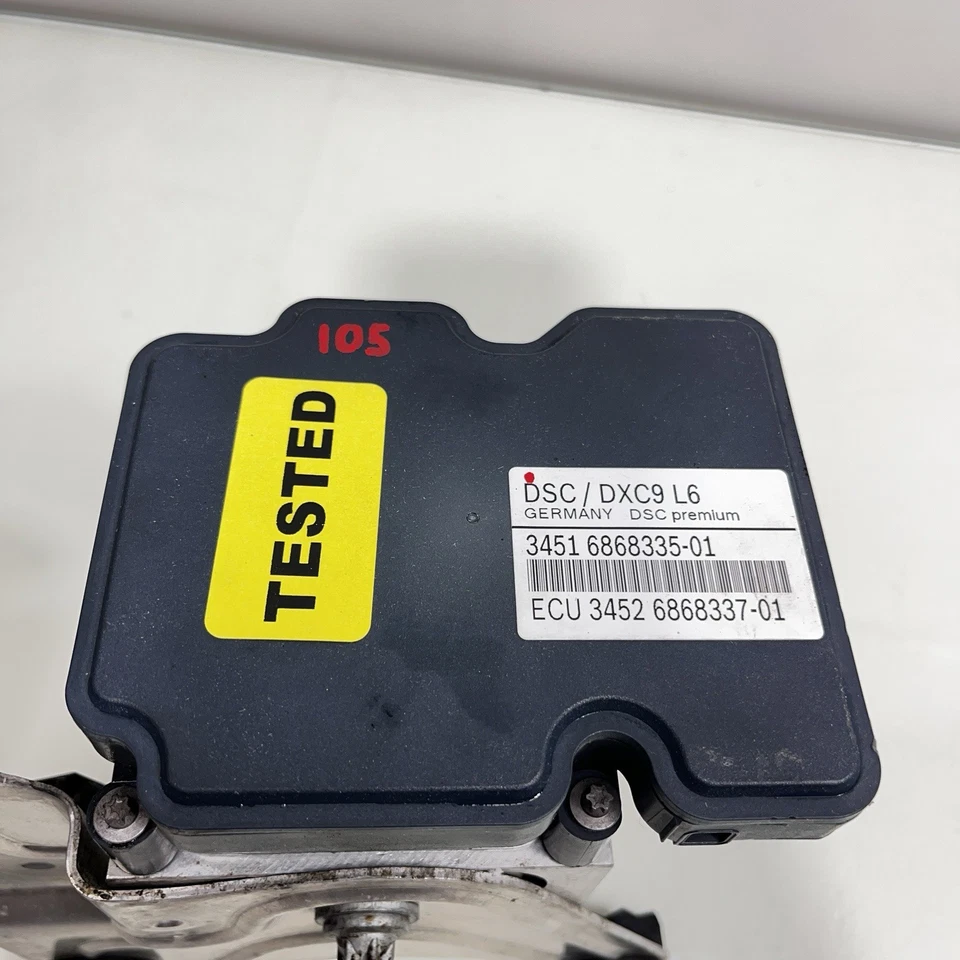 105
TESTED
DSC / DXC9 L6
GERMANY DSC premium
3451 6868335-01
ECU 3452 6868337-01